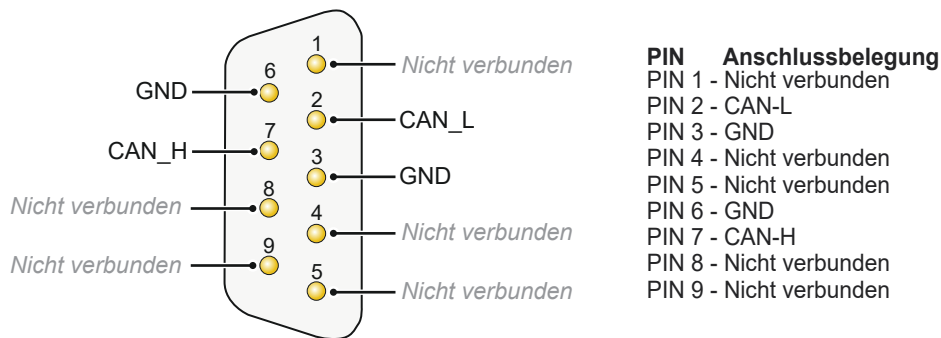 1
Nicht verbunden
6
GND
2
CAN_L
7
CAN_H
3
GND
8
Nicht verbunden
4
Nicht verbunden
9
Nicht verbunden
5
Nicht verbunden
PIN Anschlussbelegung
PIN 1 - Nicht verbunden
PIN 2 - CAN-L
PIN 3 - GND
PIN 4 - Nicht verbunden
PIN 5 - Nicht verbunden
PIN 6 - GND
PIN 7 - CAN-H
PIN 8 - Nicht verbunden
PIN 9 - Nicht verbunden